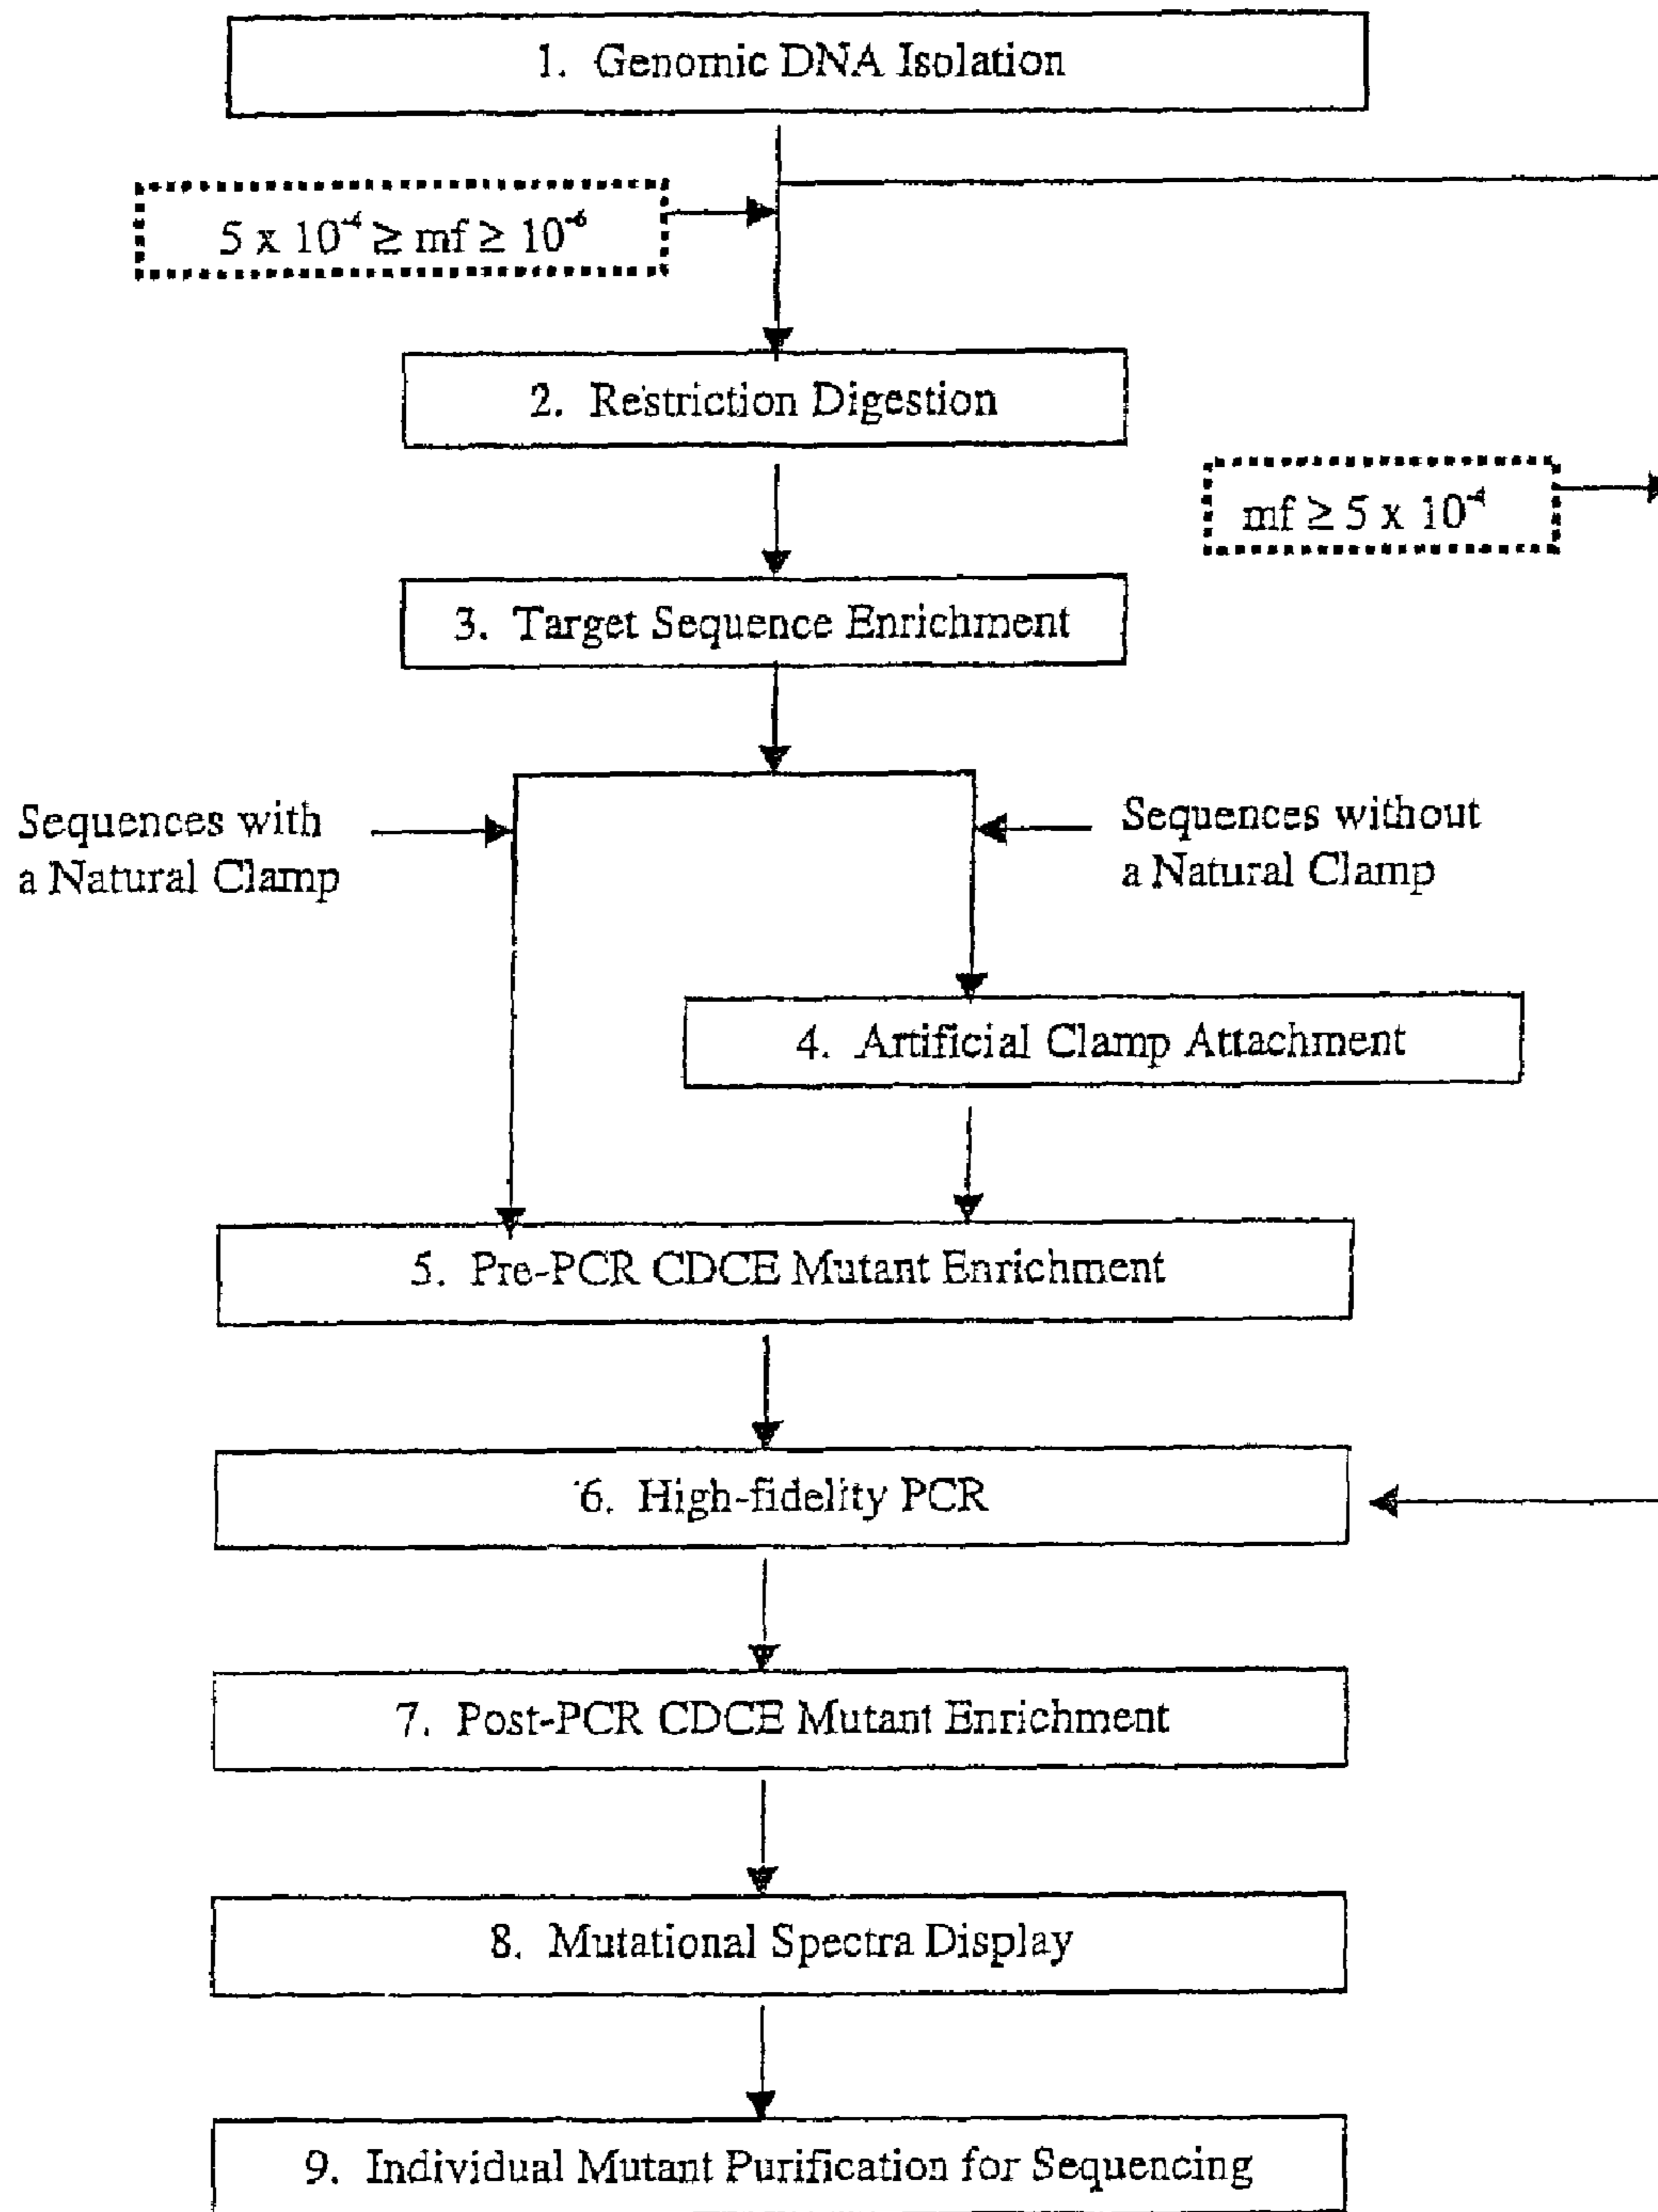 1. Genomic DNA Isolation
5 x 10⁻⁴ ≥ mf ≥ 10⁻⁶
2. Restriction Digestion
mf ≥ 5 x 10⁻⁴
3. Target Sequence Enrichment
Sequences with
a Natural Clamp
Sequences without
a Natural Clamp
4. Artificial Clamp Attachment
5. Pre-PCR CDCE Mutant Enrichment
6. High-fidelity PCR
7. Post-PCR CDCE Mutant Enrichment
8. Mutational Spectra Display
9. Individual Mutant Purification for Sequencing